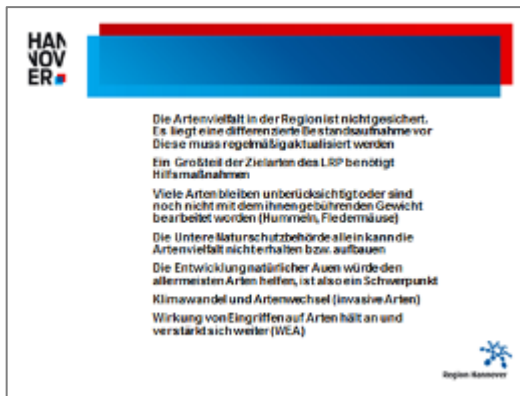 HAN
NOV
ER
Die Artenvielfalt in der Region ist nicht gesichert.
Es liegt eine differenzierte Bestandsaufnahme vor
Diese muss regelmäßig aktualisiert werden
Ein Großteil der Zielarten des LRP benötigt
Hilfsmaßnahmen
Viele Arten bleiben unberücksichtigt oder sind
noch nicht mit dem ihnen gebührenden Gewicht
bearbeitet worden (Hummeln, Fledermäuse)
Die Untere Naturschutzbehörde allein kann die
Artenvielfalt nicht erhalten bzw. aufbauen
Die Entwicklung natürlicher Auen würde den
allermeisten Arten helfen, ist also ein Schwerpunkt
Klimawandel und Artenwechsel (invasive Arten)
Wirkung von Eingriffen auf Arten hält an und
verstärkt sich weiter (WEA)
Region Hannover